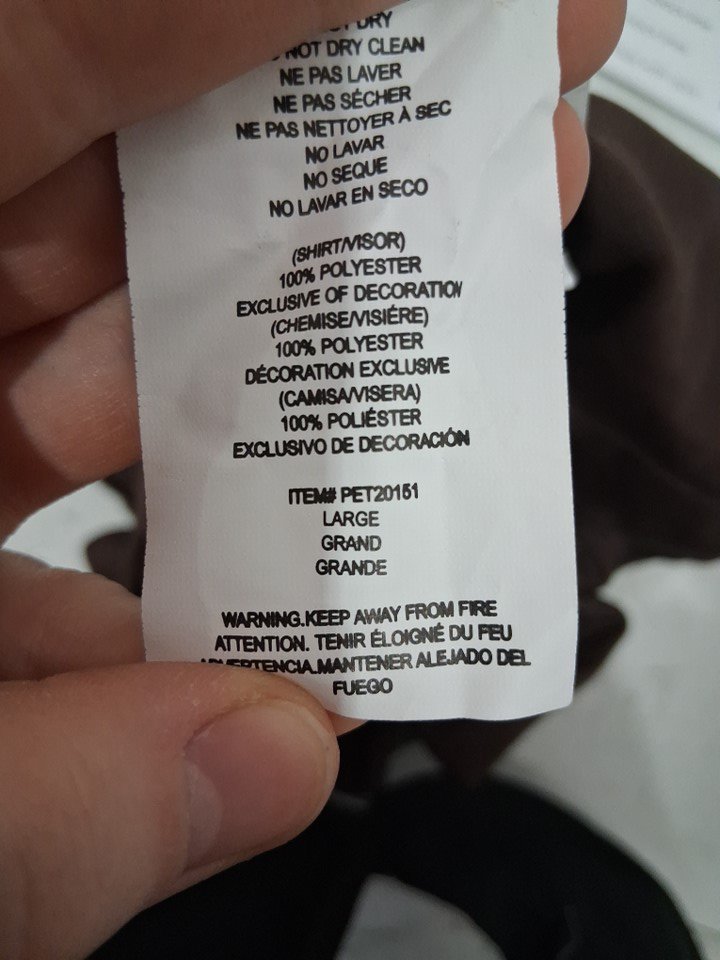 DRY
NOT DRY CLEAN
NE PAS LAVER
NE PAS SÉCHER
NE PAS NETTOYER À SEC
NO LAVAR
NO SEQUE
NO LAVAR EN SECO
(SHIRT/VISOR)
100% POLYESTER
EXCLUSIVE OF DECORATION
(CHEMISE/VISIÉRE)
100% POLYESTER
DÉCORATION EXCLUSIVE
(CAMISA/VISERA)
100% POLIÉSTER
EXCLUSIVO DE DECORACIÓN
ITEM# PET20151
LARGE
GRAND
GRANDE
WARNING.KEEP AWAY FROM FIRE
ATTENTION. TENIR ÉLOIGNÉ DU FEU
ADVERTENCIA.MANTENER ALEJADO DEL
FUEGO